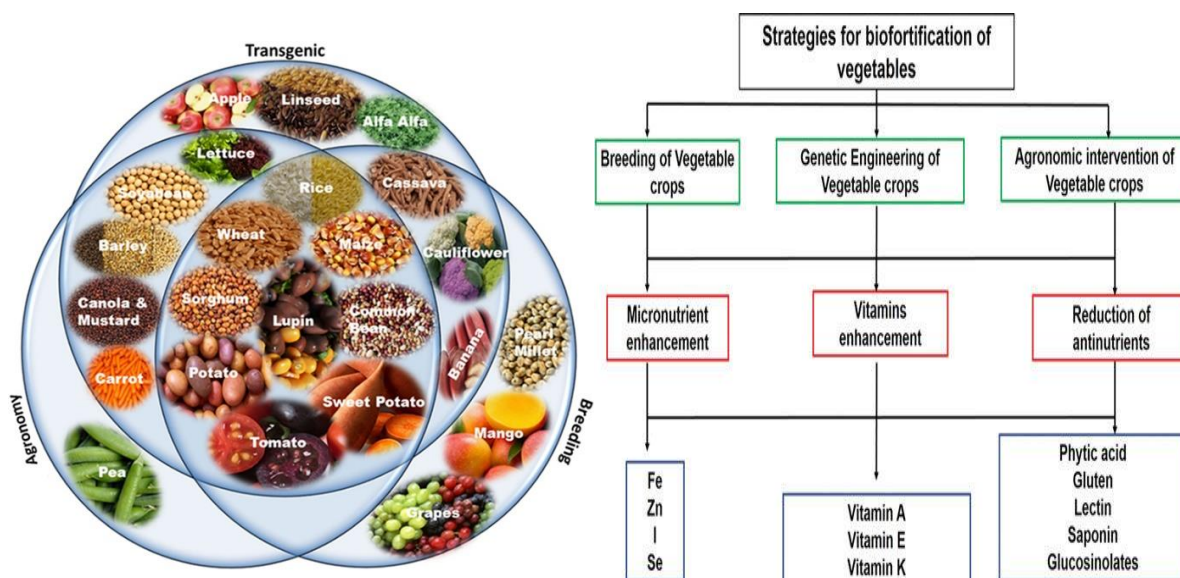 Transgenic
Apple
Linseed
Alfa Alfa
Lettuce
Soyabean
Rice
Cassava
Barley
Wheat
Maize
Cauliflower
Canola &
Mustard
Sorghum
Lupin
Common
Bean
Pearl
Millet
Banana
Carrot
Potato
Sweet Potato
Tomato
Mango
Pea
Grapes
Agronomy
Breeding
Strategies for biofortification of
vegetables
Breeding of Vegetable
crops
Genetic Engineering of
Vegetable crops
Agronomic intervention of
Vegetable crops
Micronutrient
enhancement
Vitamins
enhancement
Reduction of
antinutrients
Fe
Zn
I
Se
Vitamin A
Vitamin E
Vitamin K
Phytic acid
Gluten
Lectin
Saponin
Glucosinolates